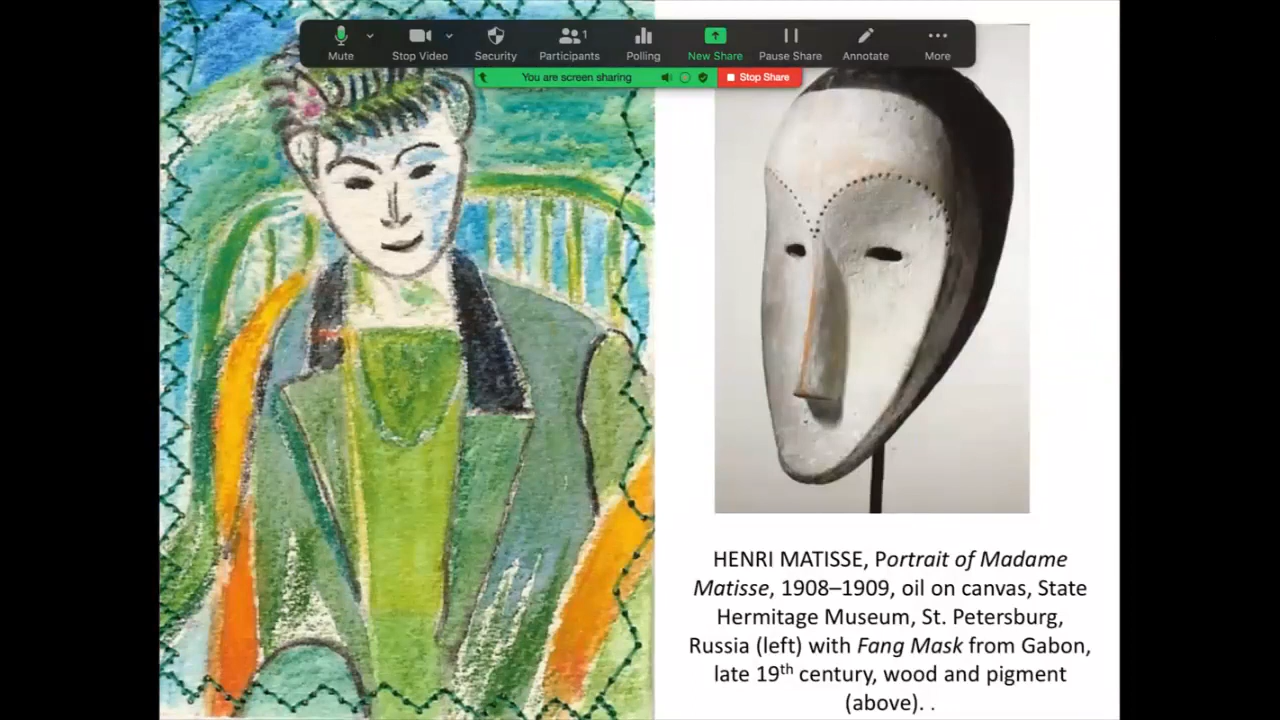 Mute
Stop Video
Security
1
Participants
Polling
New Share
Pause Share
Annotate
More
You are screen sharing
Stop Share
HENRI MATISSE, Portrait of Madame
Matisse, 1908–1909, oil on canvas, State
Hermitage Museum, St. Petersburg,
Russia (left) with Fang Mask from Gabon,
late 19th century, wood and pigment
(above). .